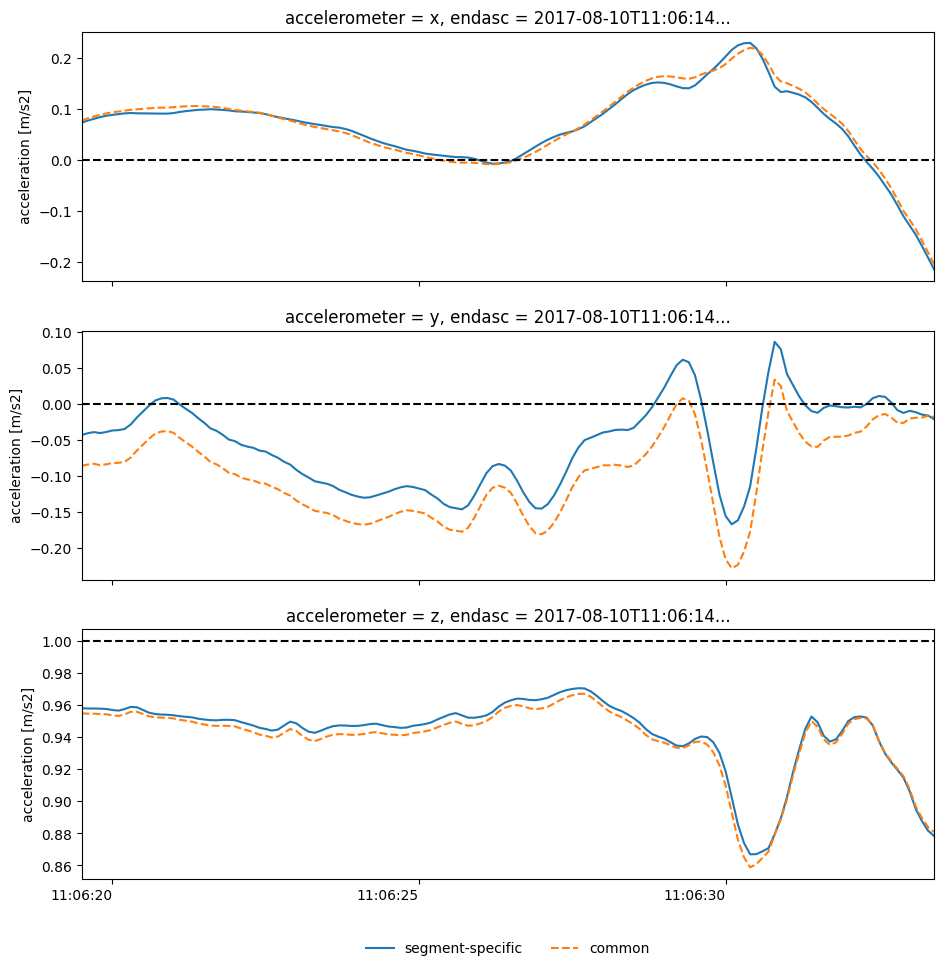 accelerometer = x, endasc = 2017-08-10T11:06:14...
acceleration [m/s2]
0.2
0.1
0.0
−0.1
−0.2
accelerometer = y, endasc = 2017-08-10T11:06:14...
acceleration [m/s2]
0.10
0.05
0.00
−0.05
−0.10
−0.15
−0.20
accelerometer = z, endasc = 2017-08-10T11:06:14...
acceleration [m/s2]
1.00
0.98
0.96
0.94
0.92
0.90
0.88
0.86
11:06:20 11:06:25 11:06:30
segment-specific common